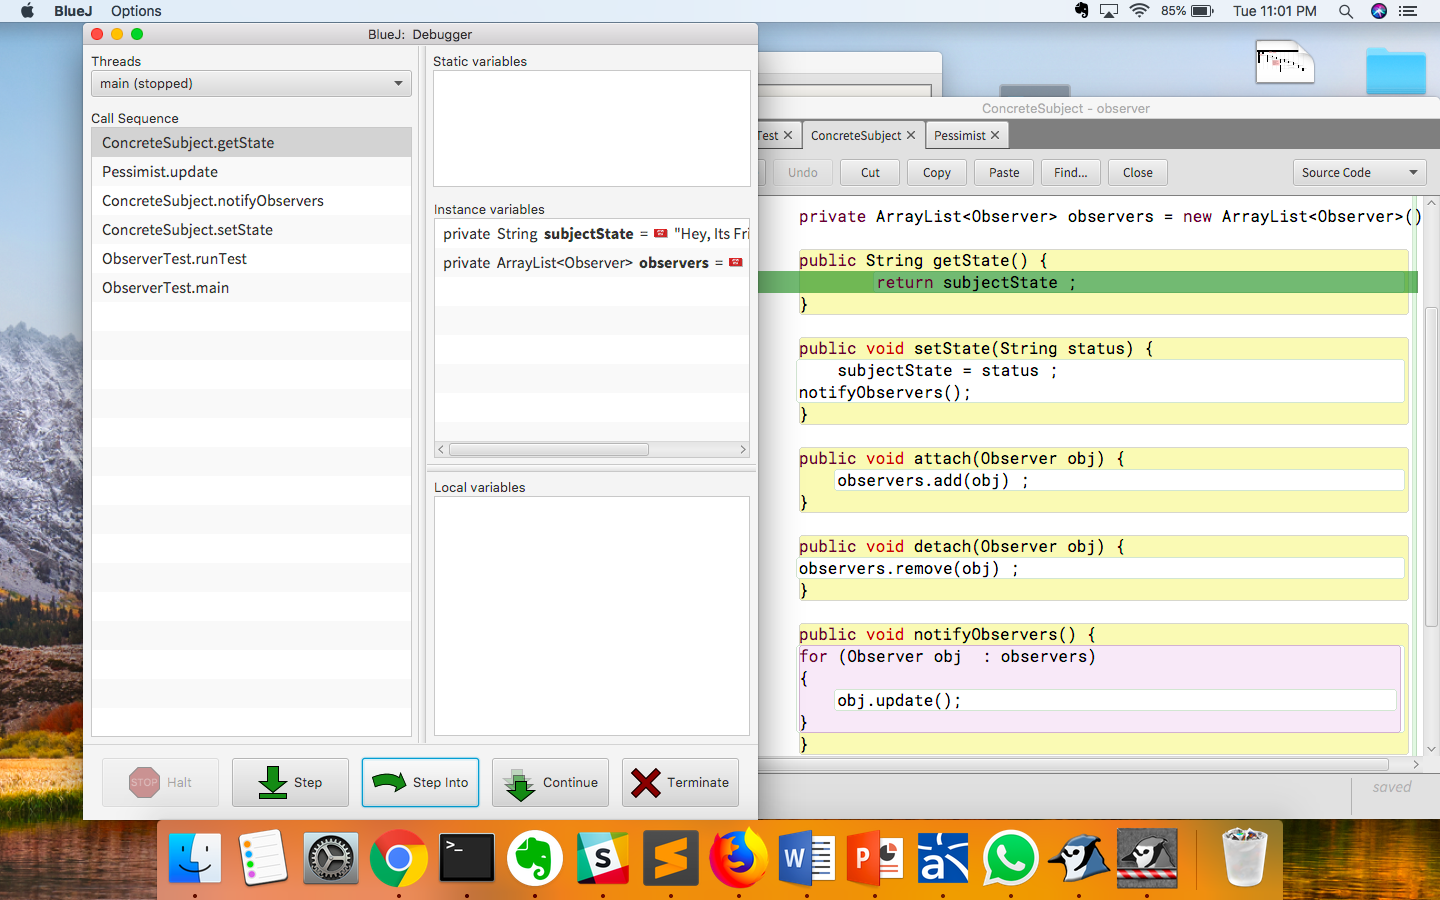 BlueJ Options 85% Tue 11:01 PM
BlueJ: Debugger
Threads
main (stopped)
Call Sequence
ConcreteSubject.getState
Pessimist.update
ConcreteSubject.notifyObservers
ConcreteSubject.setState
ObserverTest.runTest
ObserverTest.main
Static variables
Instance variables
private String subjectState = "Hey, Its Fri
private ArrayList<Observer> observers =
Local variables
STOP Halt
Step
Step Into
Continue
Terminate
ConcreteSubject - observer
Test ConcreteSubject Pessimist
Undo Cut Copy Paste Find... Close Source Code
private ArrayList<Observer> observers = new ArrayList<Observer>()
public String getState() {
return subjectState ;
}
public void setState(String status) {
subjectState = status ;
notifyObservers();
}
public void attach(Observer obj) {
observers.add(obj) ;
}
public void detach(Observer obj) {
observers.remove(obj) ;
}
public void notifyObservers() {
for (Observer obj : observers)
{
obj.update();
}
}
saved
>_
S
S
W
P